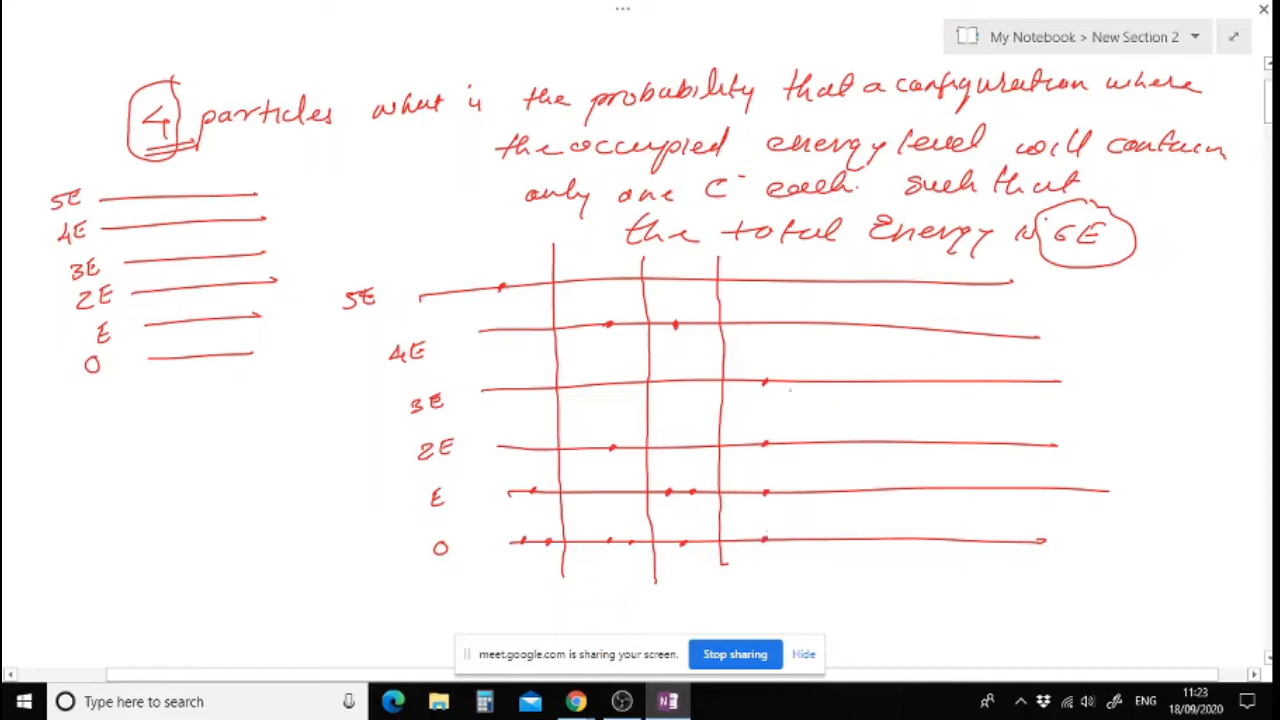 My Notebook > New Section 2
4 particles what is the probability that a configuration where
the occupied energy level will contain
only one e⁻ each. such that
the total Energy is 6E
5E
4E
3E
2E
E
0
5E
4E
3E
2E
E
0
meet.google.com is sharing your screen.
Stop sharing
Hide
Type here to search
ENG
11:23
18/09/2020